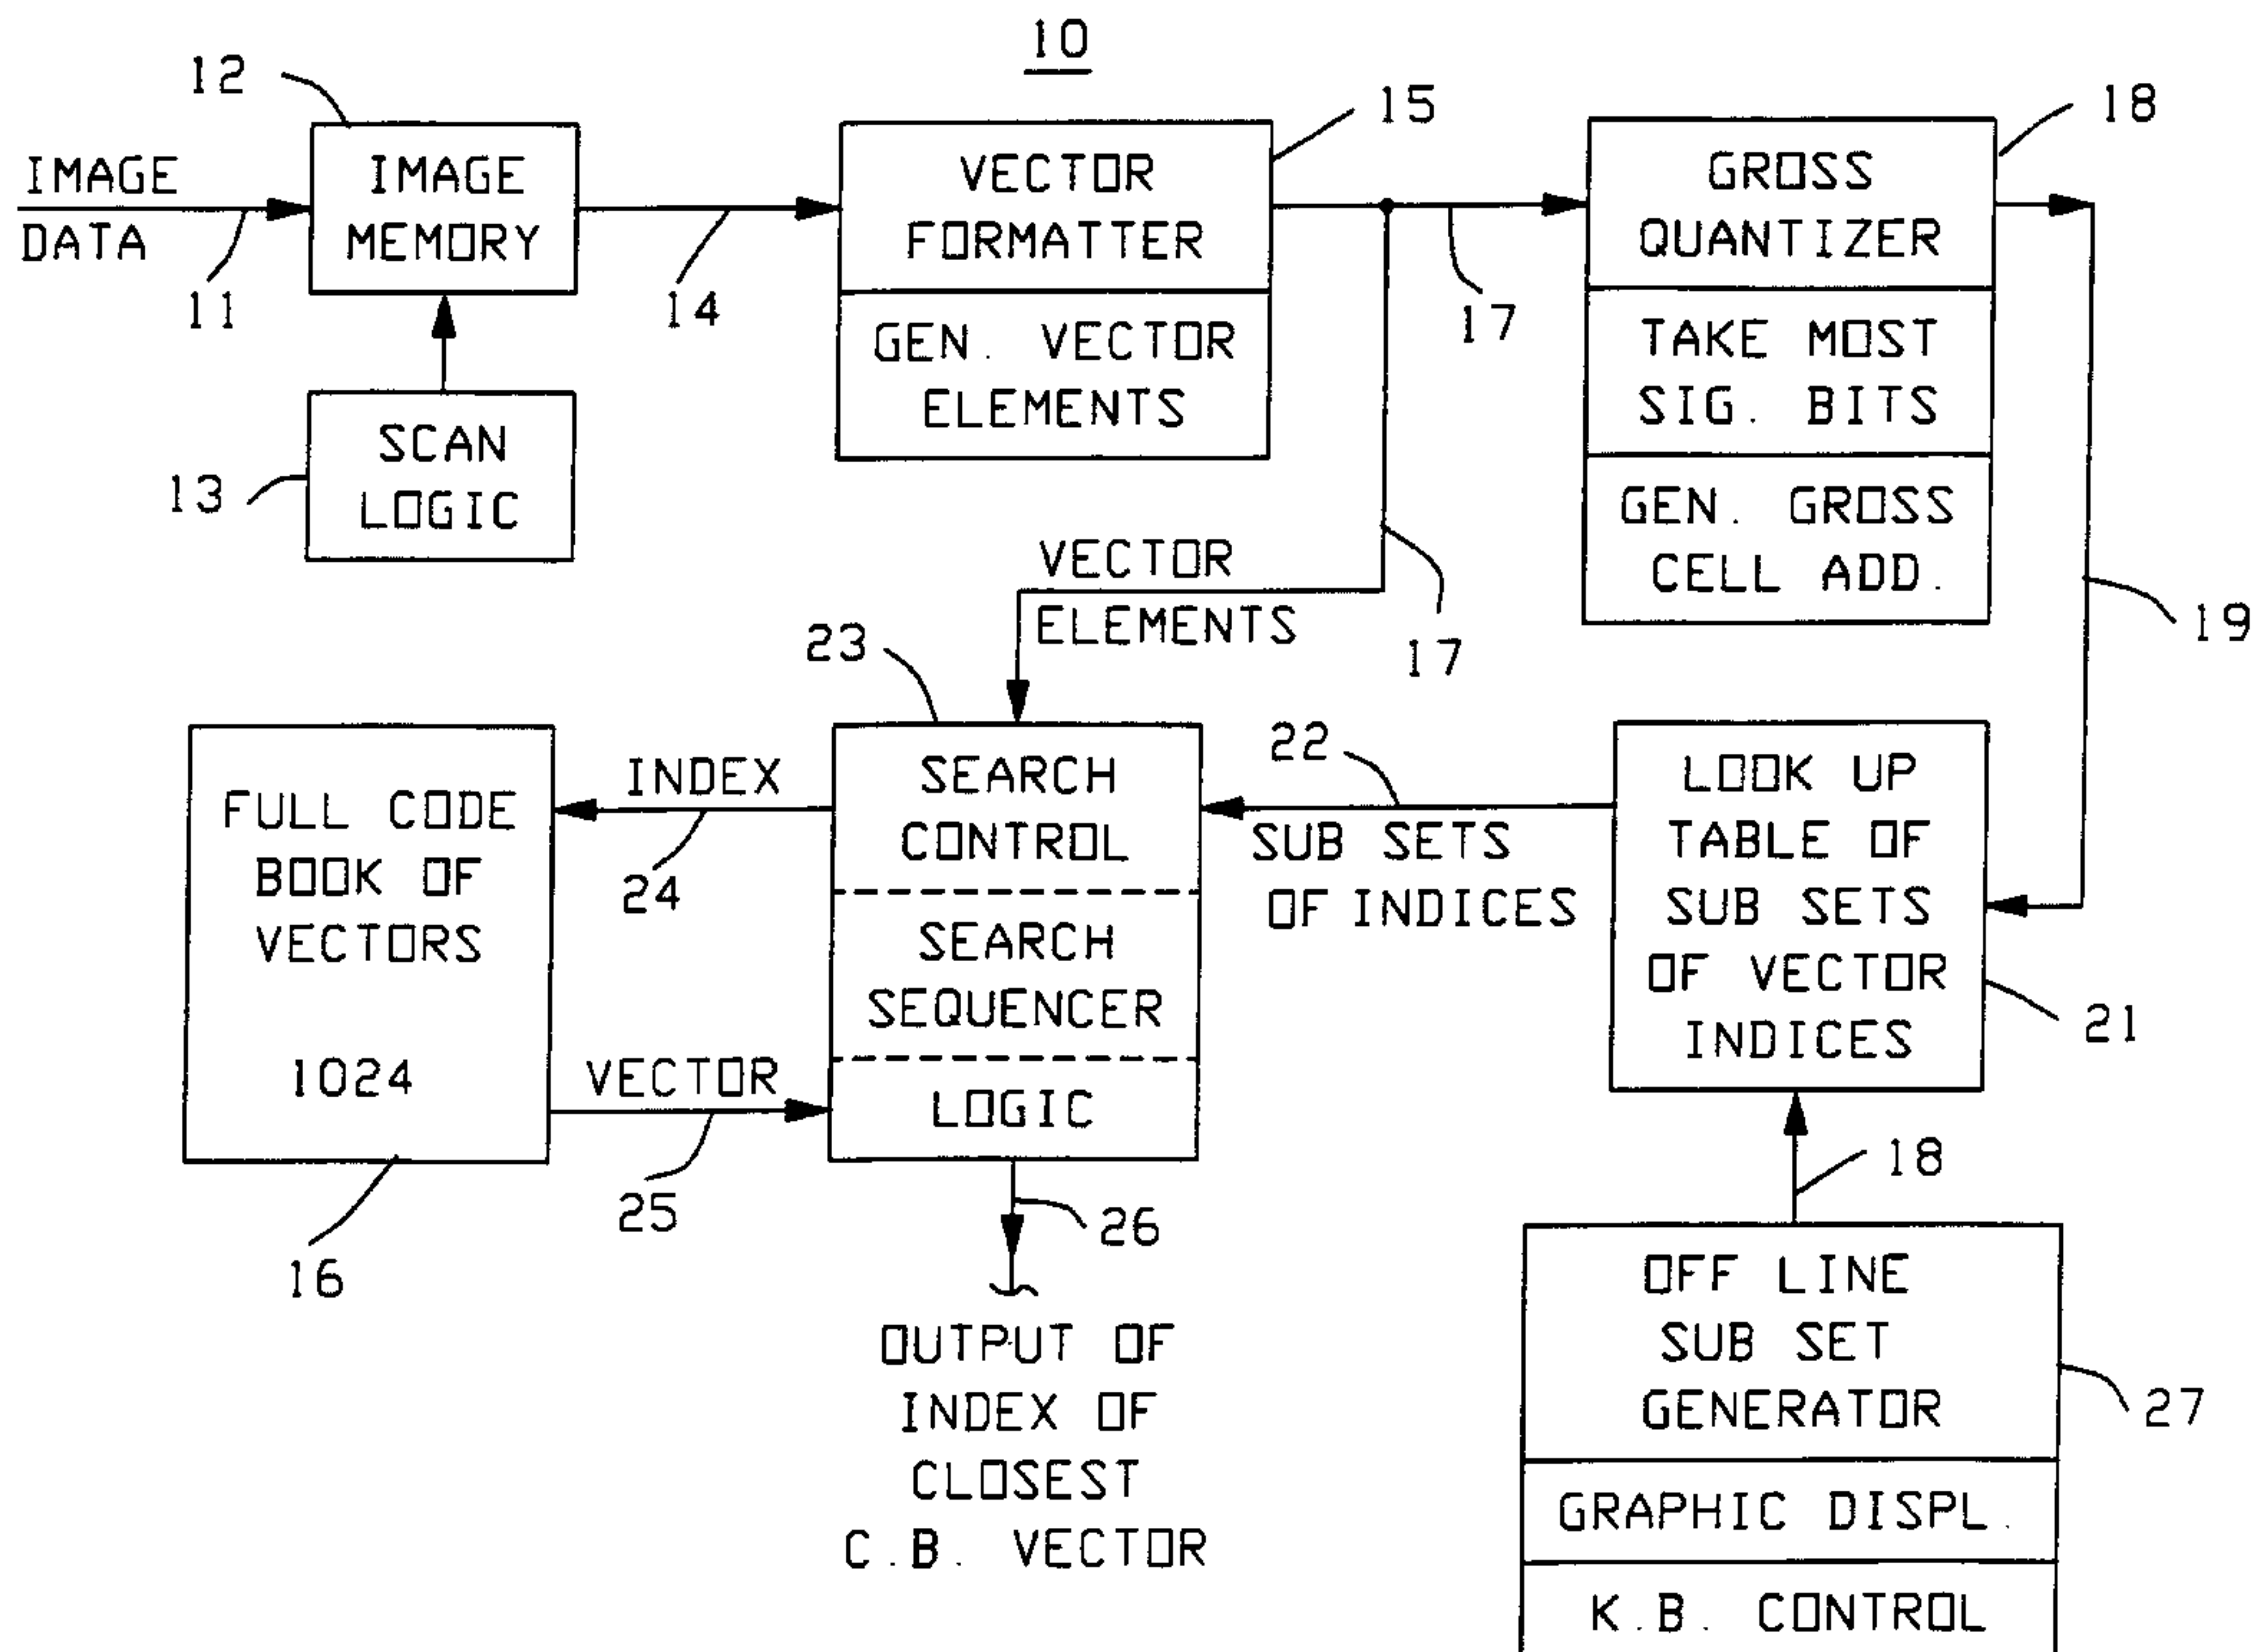 10
12
IMAGE
DATA
11
IMAGE
MEMORY
13
SCAN
LOGIC
14
15
VECTOR
FORMATTER
GEN. VECTOR
ELEMENTS
17
18
GROSS
QUANTIZER
TAKE MOST
SIG. BITS
GEN. GROSS
CELL ADD.
19
VECTOR
ELEMENTS
17
23
FULL CODE
BOOK OF
VECTORS
1024
16
INDEX
24
VECTOR
25
SEARCH
CONTROL
SEARCH
SEQUENCER
LOGIC
22
SUB SETS
OF INDICES
LOOK UP
TABLE OF
SUB SETS
OF VECTOR
INDICES
21
26
OUTPUT OF
INDEX OF
CLOSEST
C.B. VECTOR
18
OFF LINE
SUB SET
GENERATOR
27
GRAPHIC DISPL.
K.B. CONTROL